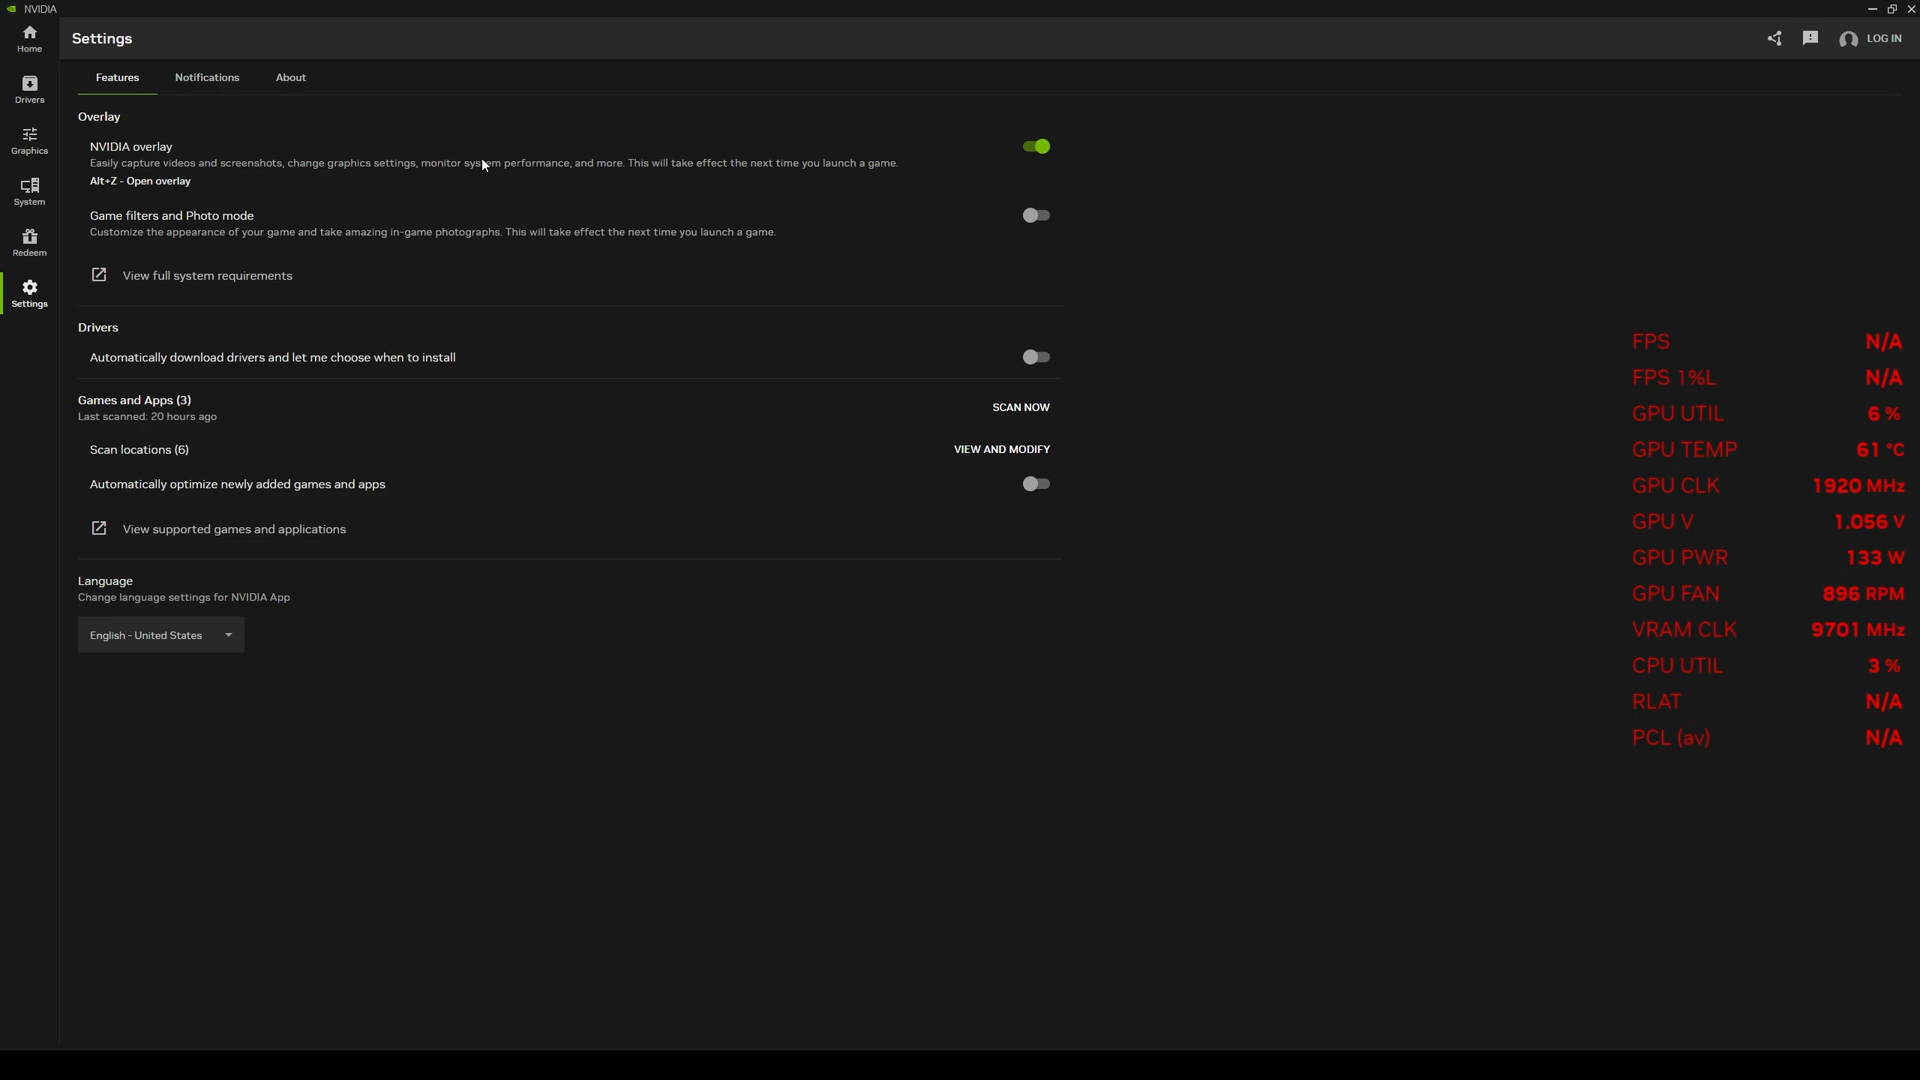 NVIDIA
Home
Settings
LOG IN
Features
Notifications
About
Drivers
Graphics
System
Redeem
Settings
Overlay
NVIDIA overlay
Easily capture videos and screenshots, change graphics settings, monitor system performance, and more. This will take effect the next time you launch a game.
Alt+Z - Open overlay
Game filters and Photo mode
Customize the appearance of your game and take amazing in-game photographs. This will take effect the next time you launch a game.
View full system requirements
Drivers
Automatically download drivers and let me choose when to install
Games and Apps (3)
Last scanned: 20 hours ago
SCAN NOW
Scan locations (6)
VIEW AND MODIFY
Automatically optimize newly added games and apps
View supported games and applications
Language
Change language settings for NVIDIA App
English - United States
FPS N/A
FPS 1%L N/A
GPU UTIL 6 %
GPU TEMP 61 °C
GPU CLK 1920 MHz
GPU V 1.056 V
GPU PWR 133 W
GPU FAN 896 RPM
VRAM CLK 9701 MHz
CPU UTIL 3 %
RLAT N/A
PCL (av) N/A